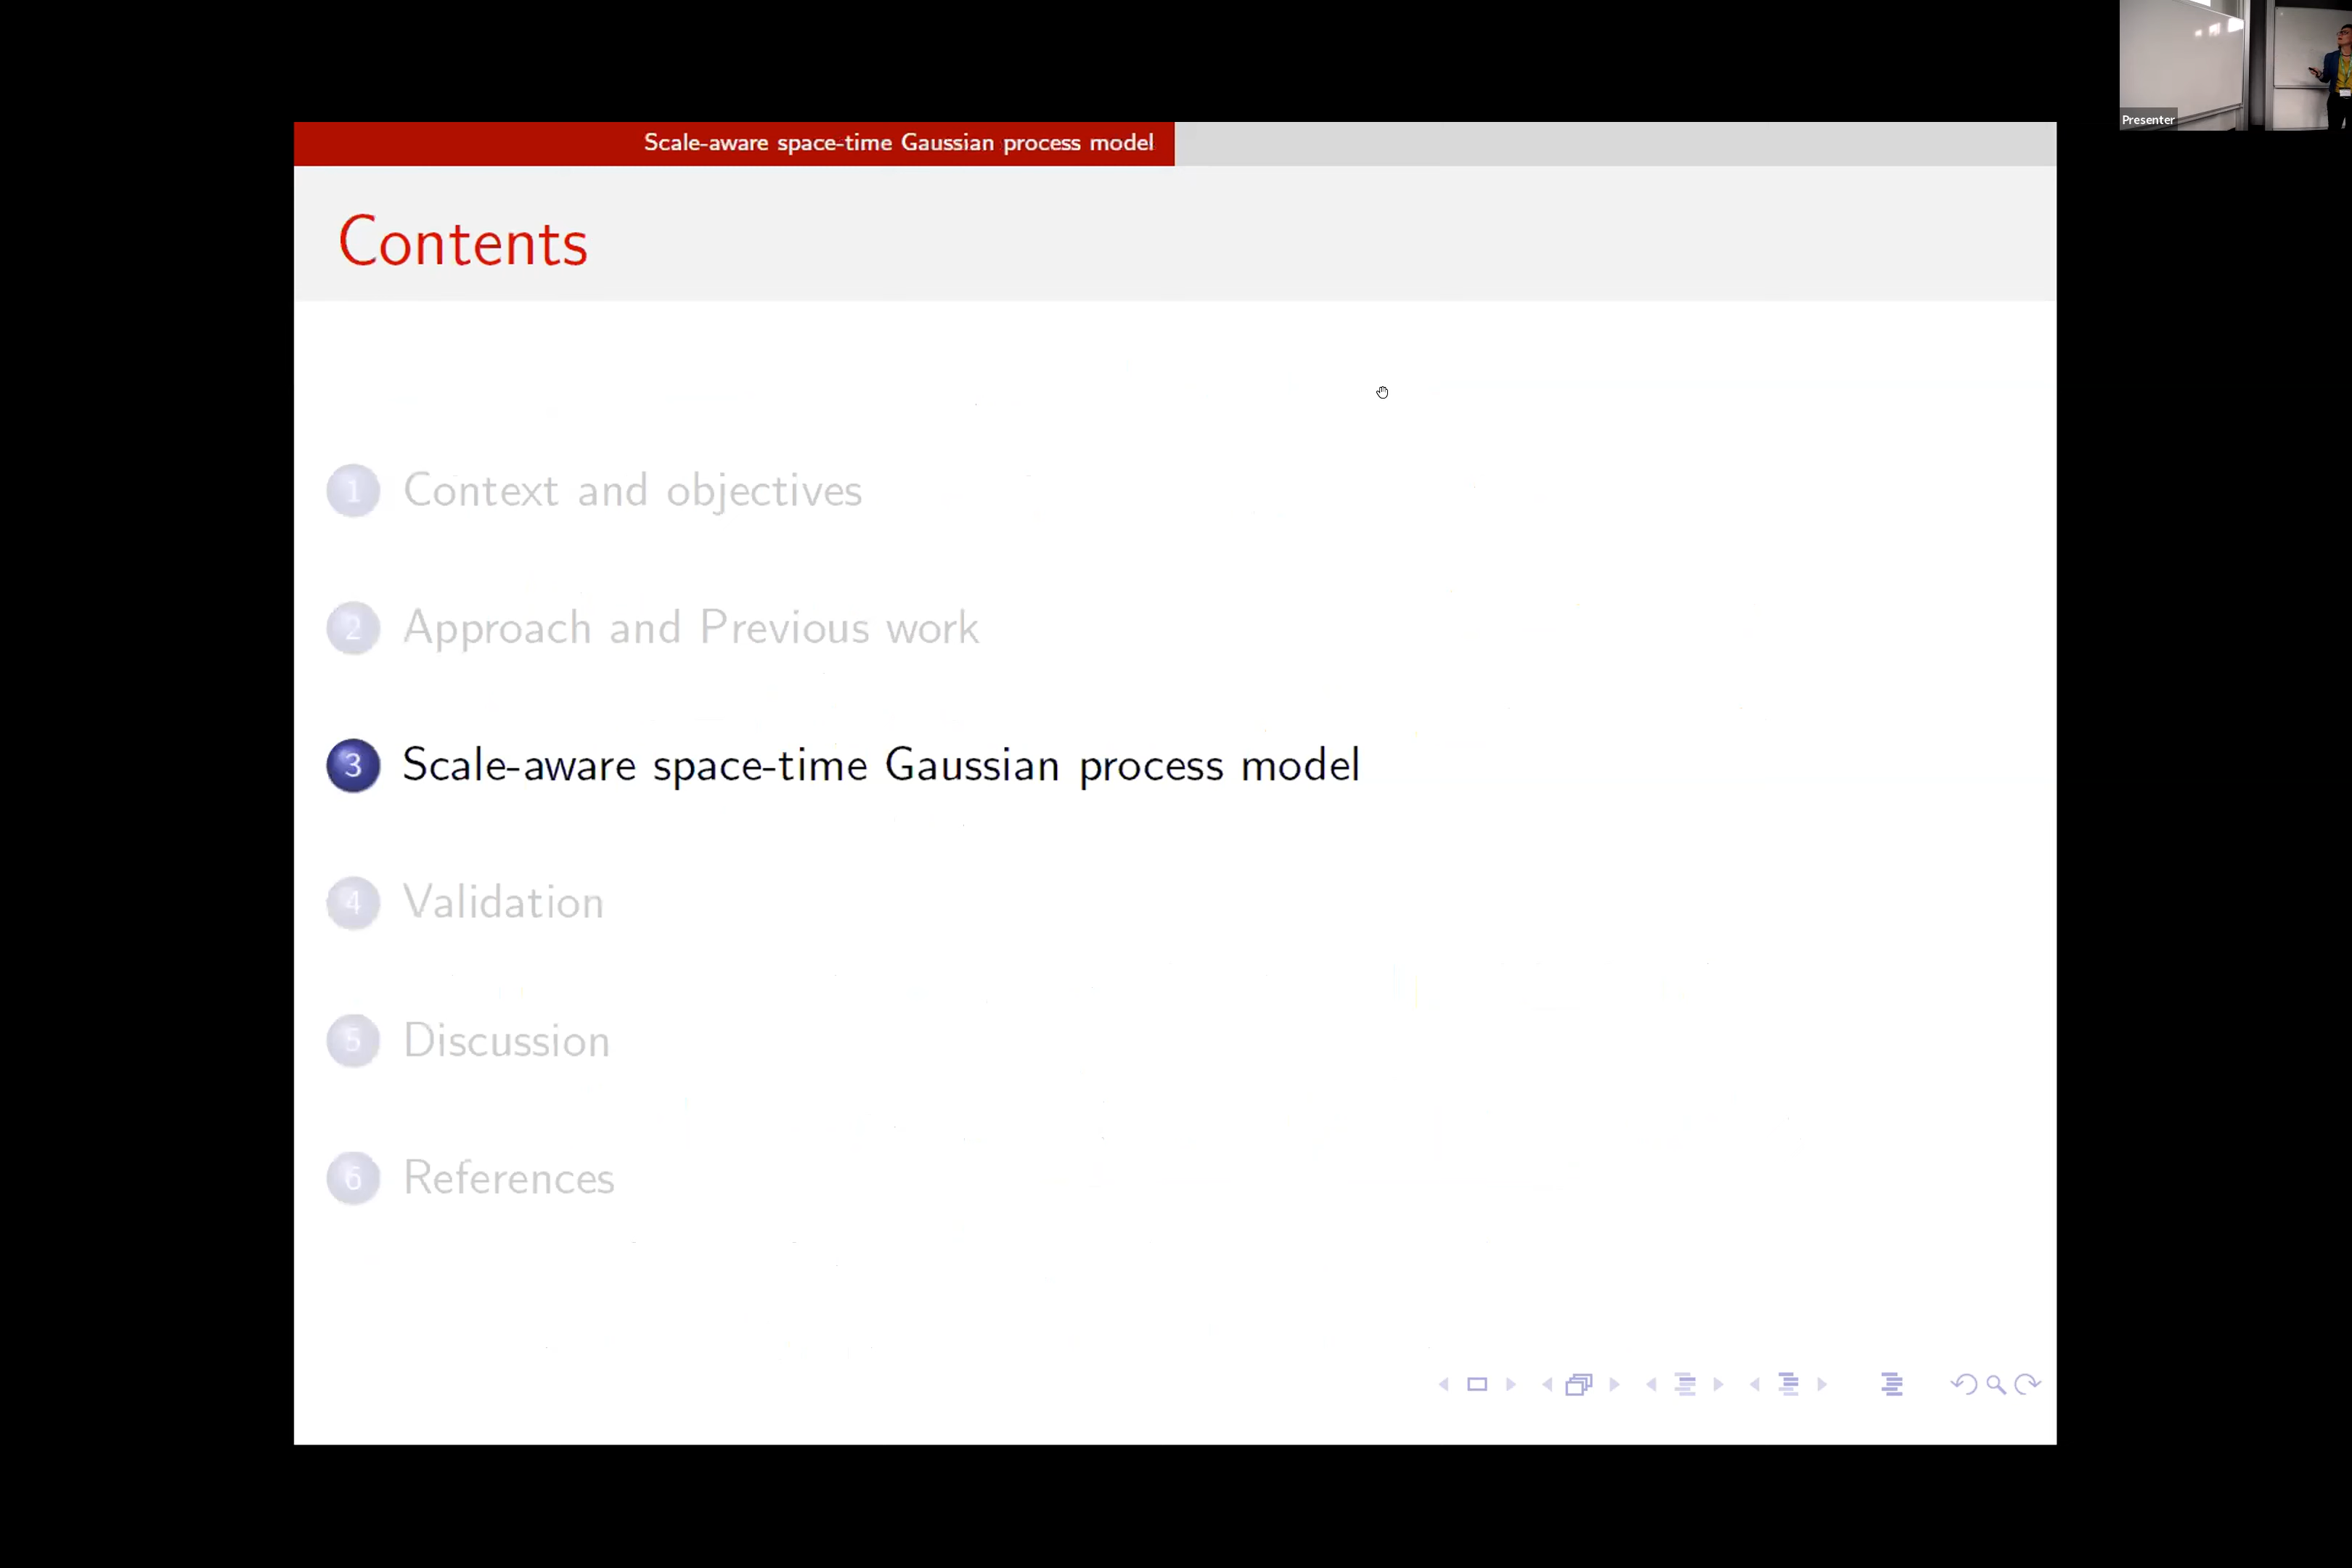 Presenter
Scale-aware space-time Gaussian process model
Contents
1 Context and objectives
2 Approach and Previous work
3 Scale-aware space-time Gaussian process model
4 Validation
5 Discussion
6 References